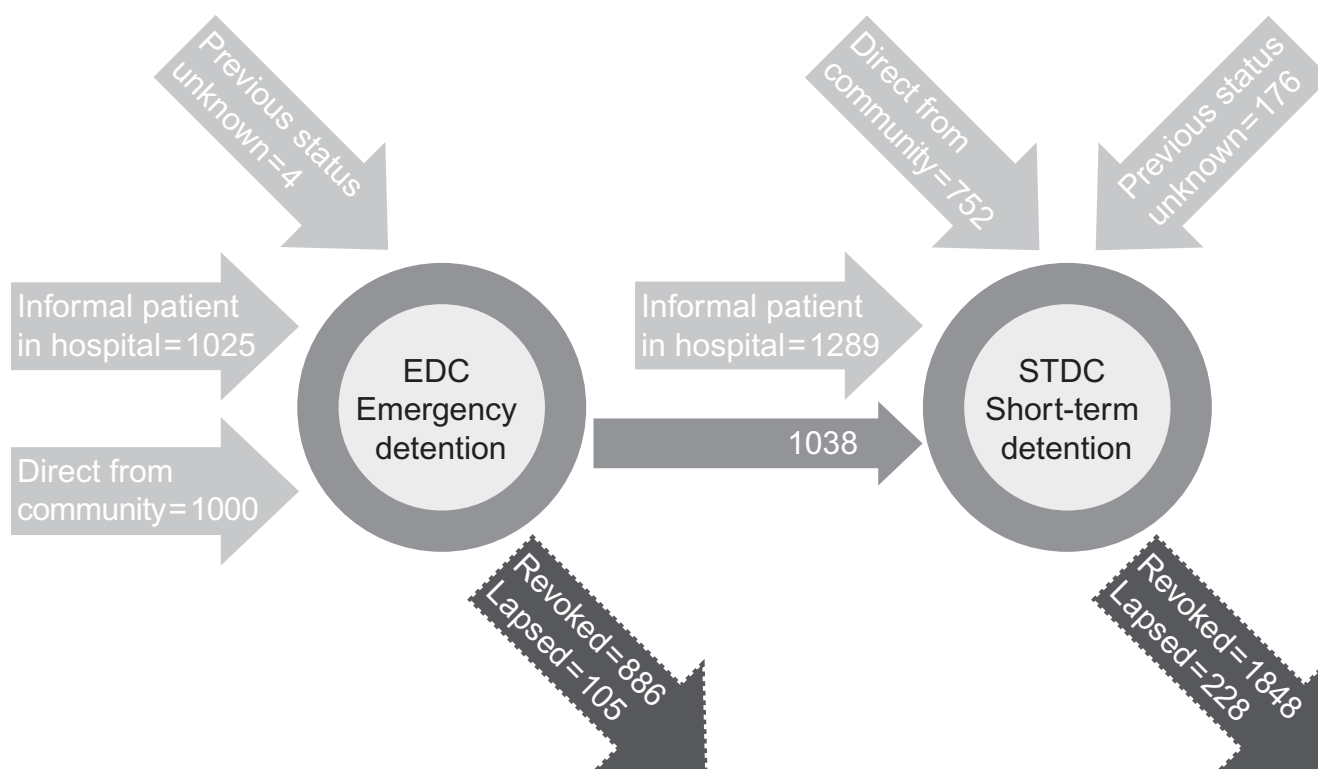 Previous status
unknown=4
Direct from
community=752
Previous status
unknown=176
Informal patient
in hospital=1025
Informal patient
in hospital=1289
EDC
Emergency
detention
STDC
Short-term
detention
1038
Direct from
community=1000
Revoked=886
Lapsed=105
Revoked=1848
Lapsed=228